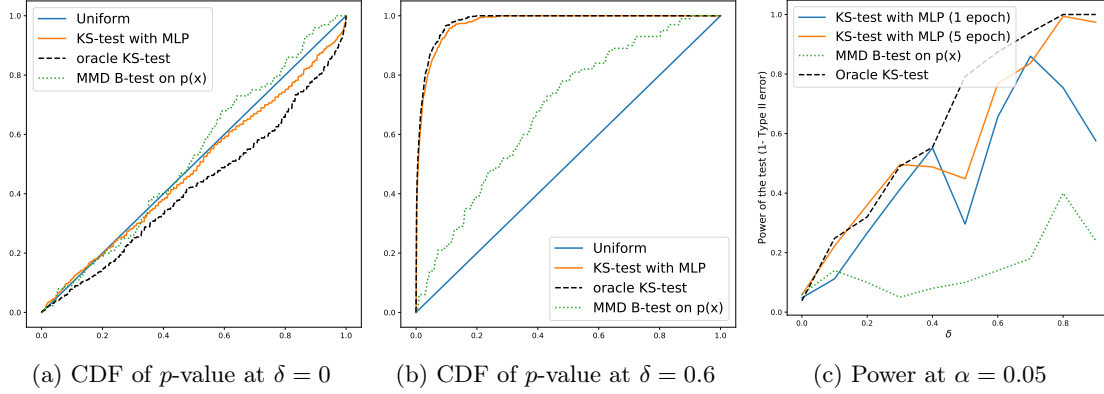 Uniform
KS-test with MLP
oracle KS-test
MMD B-test on p(x)
1.0
0.8
0.6
0.4
0.2
0.0
0.0 0.2 0.4 0.6 0.8 1.0
(a) CDF of p-value at δ = 0
1.0
0.8
0.6
0.4
0.2
0.0
Uniform
KS-test with MLP
oracle KS-test
MMD B-test on p(x)
0.0 0.2 0.4 0.6 0.8 1.0
(b) CDF of p-value at δ = 0.6
Power of the test (1- Type II error)
KS-test with MLP (1 epoch)
KS-test with MLP (5 epoch)
MMD B-test on p(x)
Oracle KS-test
1.0
0.8
0.6
0.4
0.2
0.0
0.0 0.2 0.4 0.6 0.8
δ
(c) Power at α = 0.05